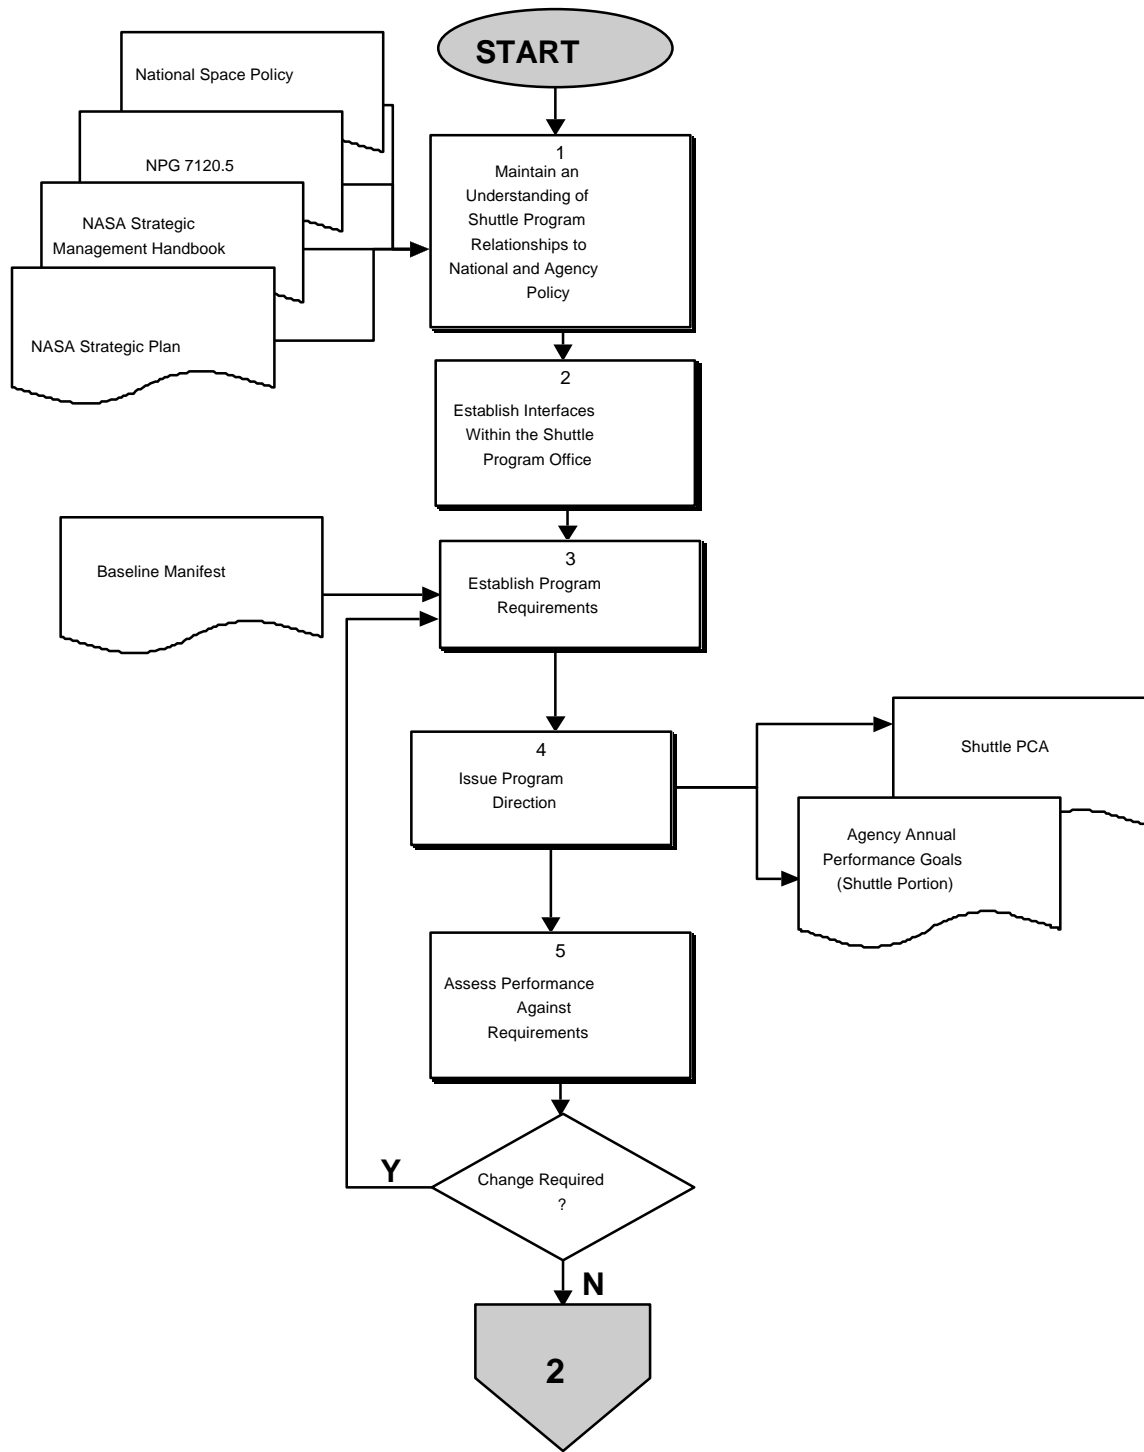 START
National Space Policy
NPG 7120.5
NASA Strategic
Management Handbook
NASA Strategic Plan
1
Maintain an
Understanding of
Shuttle Program
Relationships to
National and Agency
Policy
2
Establish Interfaces
Within the Shuttle
Program Office
Baseline Manifest
3
Establish Program
Requirements
4
Issue Program
Direction
Shuttle PCA
Agency Annual
Performance Goals
(Shuttle Portion)
5
Assess Performance
Against
Requirements
Y
Change Required
?
N
2